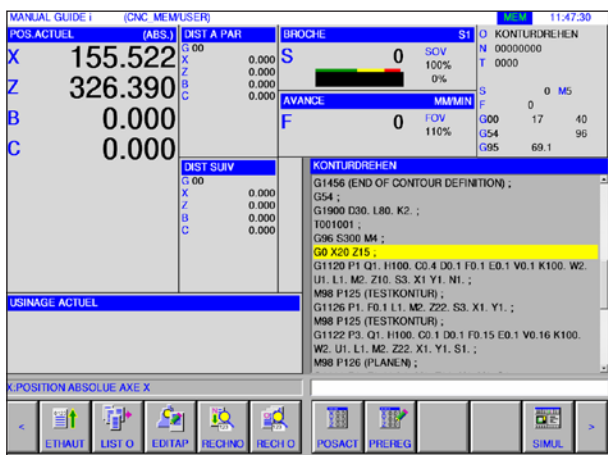 MANUAL GUIDE i (CNC_MEM/USER) MEM 11:47:30
POS.ACTUEL (ABS.)
X 155.522
Z 326.390
B 0.000
C 0.000
DIST A PAR
G 00
X 0.000
Z 0.000
B 0.000
C 0.000
DIST SUIV
G 00
X 0.000
Z 0.000
B 0.000
C 0.000
BROCHE S1
S 0 SOV
100%
0%
AVANCE MM/MIN
F 0 FOV
110%
O KONTURDREHEN
N 00000000
T 0000
S 0 M5
F 0
G00 17 40
G54 96
G95 69.1
KONTURDREHEN
G1456 (END OF CONTOUR DEFINITION) ;
G54 ;
G1900 D30. L80. K2. ;
T001001 ;
G96 S300 M4 ;
G0 X20 Z15 ;
G1120 P1 Q1. H100. C0.4 D0.1 F0.1 E0.1 V0.1 K100. W2.
U1. L1. M2. Z10. S3. X1 Y1. N1. ;
M98 P125 (TESTKONTUR) ;
G1126 P1. F0.1 L1. M2. Z22. S3. X1. Y1. ;
M98 P125 (TESTKONTUR) ;
G1122 P3. Q1. H100. C0.1 D0.1 F0.15 E0.1 V0.16 K100.
W2. U1. L1. M2. Z22. X1. Y1. S1. ;
M98 P126 (PLANEN) ;
USINAGE ACTUEL
X:POSITION ABSOLUE AXE X
< ETHAUT LIST O EDITAP RECHNO RECH O POSACT PREREG SIMUL >